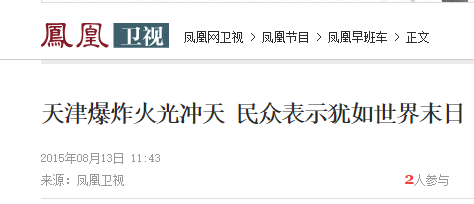 鳳凰卫视 凤凰网卫视 > 凤凰节目 > 凤凰早班车 > 正文
天津爆炸火光冲天 民众表示犹如世界末日
2015年08月13日 11:43
来源：凤凰卫视 2人参与